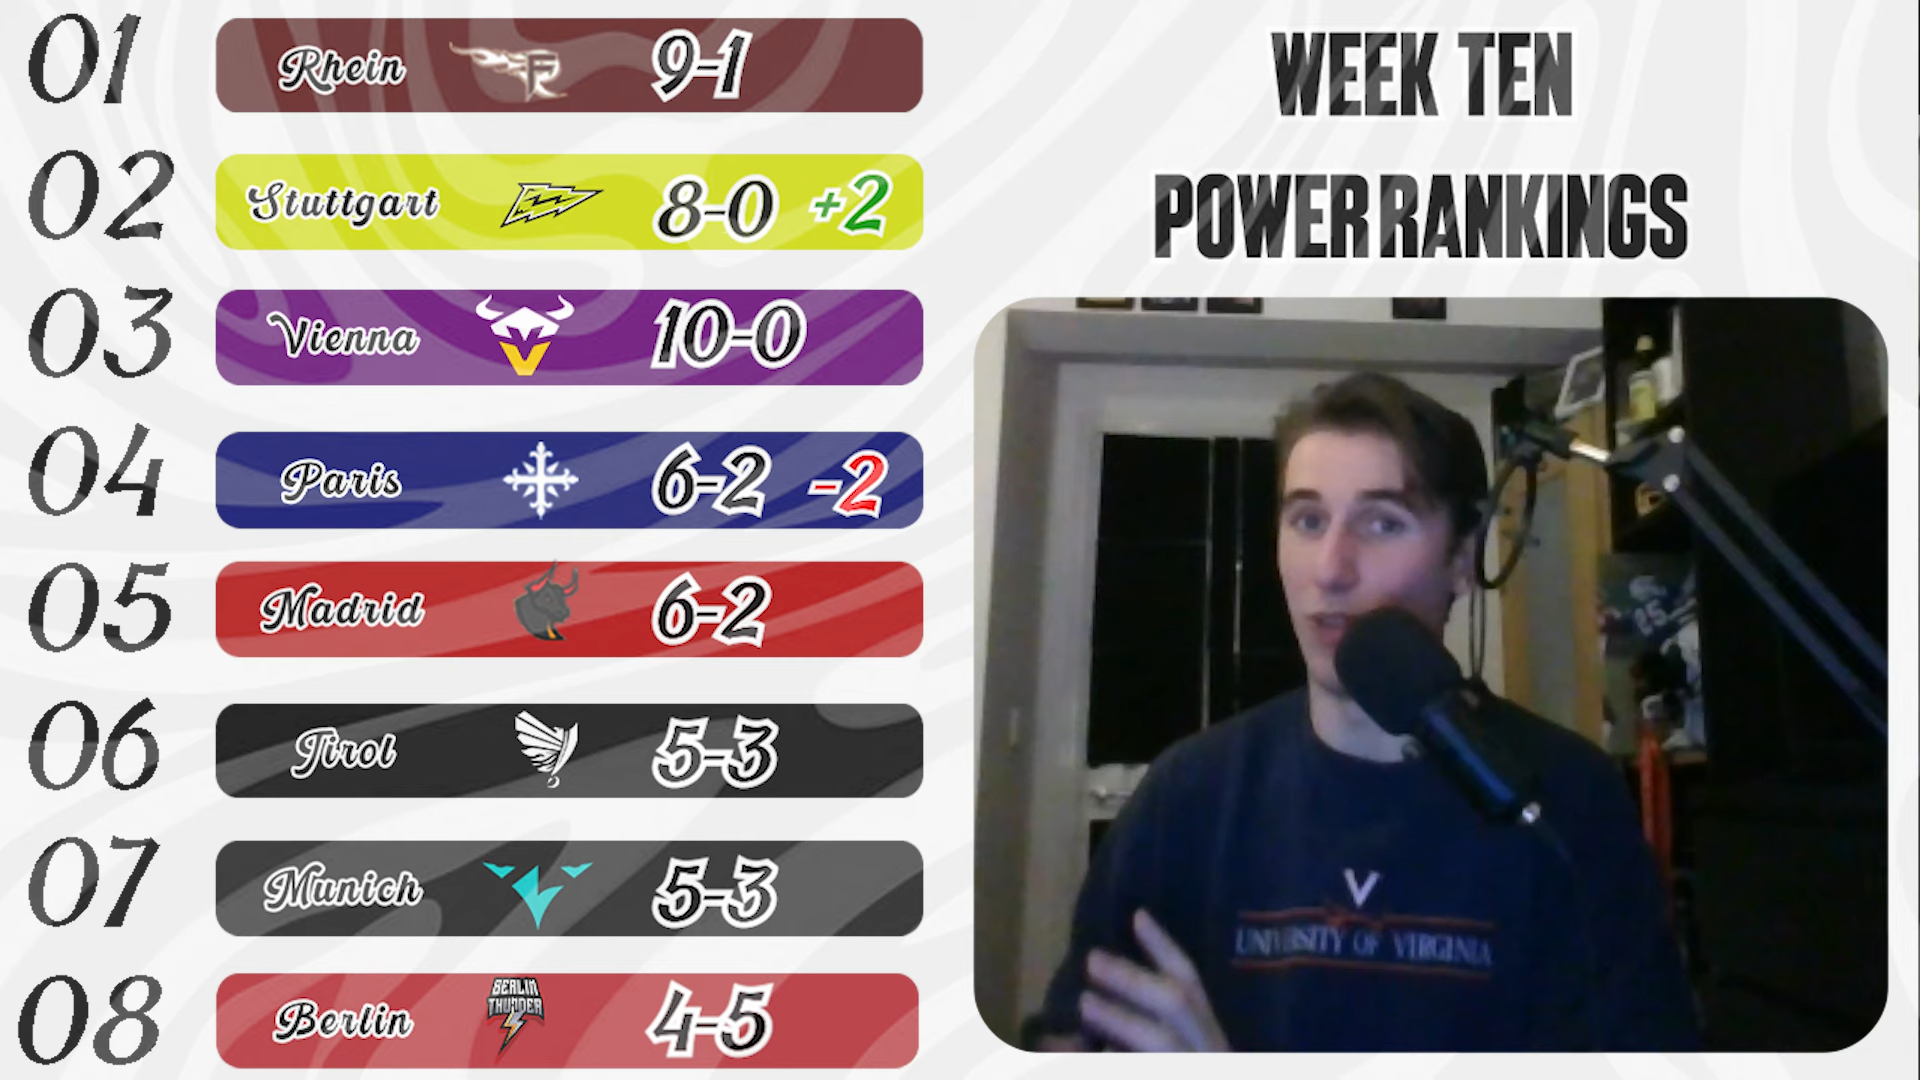 WEEK TEN
POWER RANKINGS
01 Rhein FR 9-1
02 Stuttgart 8-0 +2
03 Vienna 10-0
04 Paris 6-2 -2
05 Madrid 6-2
06 Tirol 5-3
07 Munich 5-3
08 Berlin BERLIN THUNDER 4-5
25
V
UNIVERSITY OF VIRGINIA